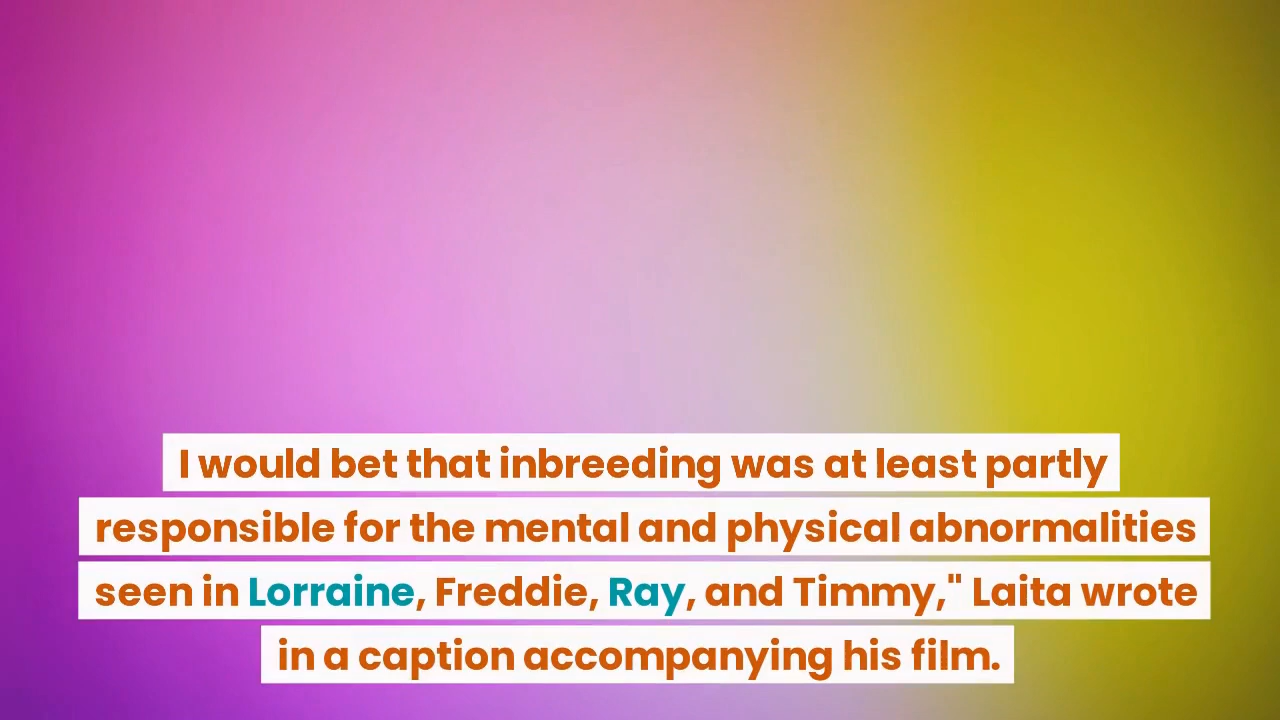 I would bet that inbreeding was at least partly
responsible for the mental and physical abnormalities
seen in Lorraine, Freddie, Ray, and Timmy," Laita wrote
in a caption accompanying his film.